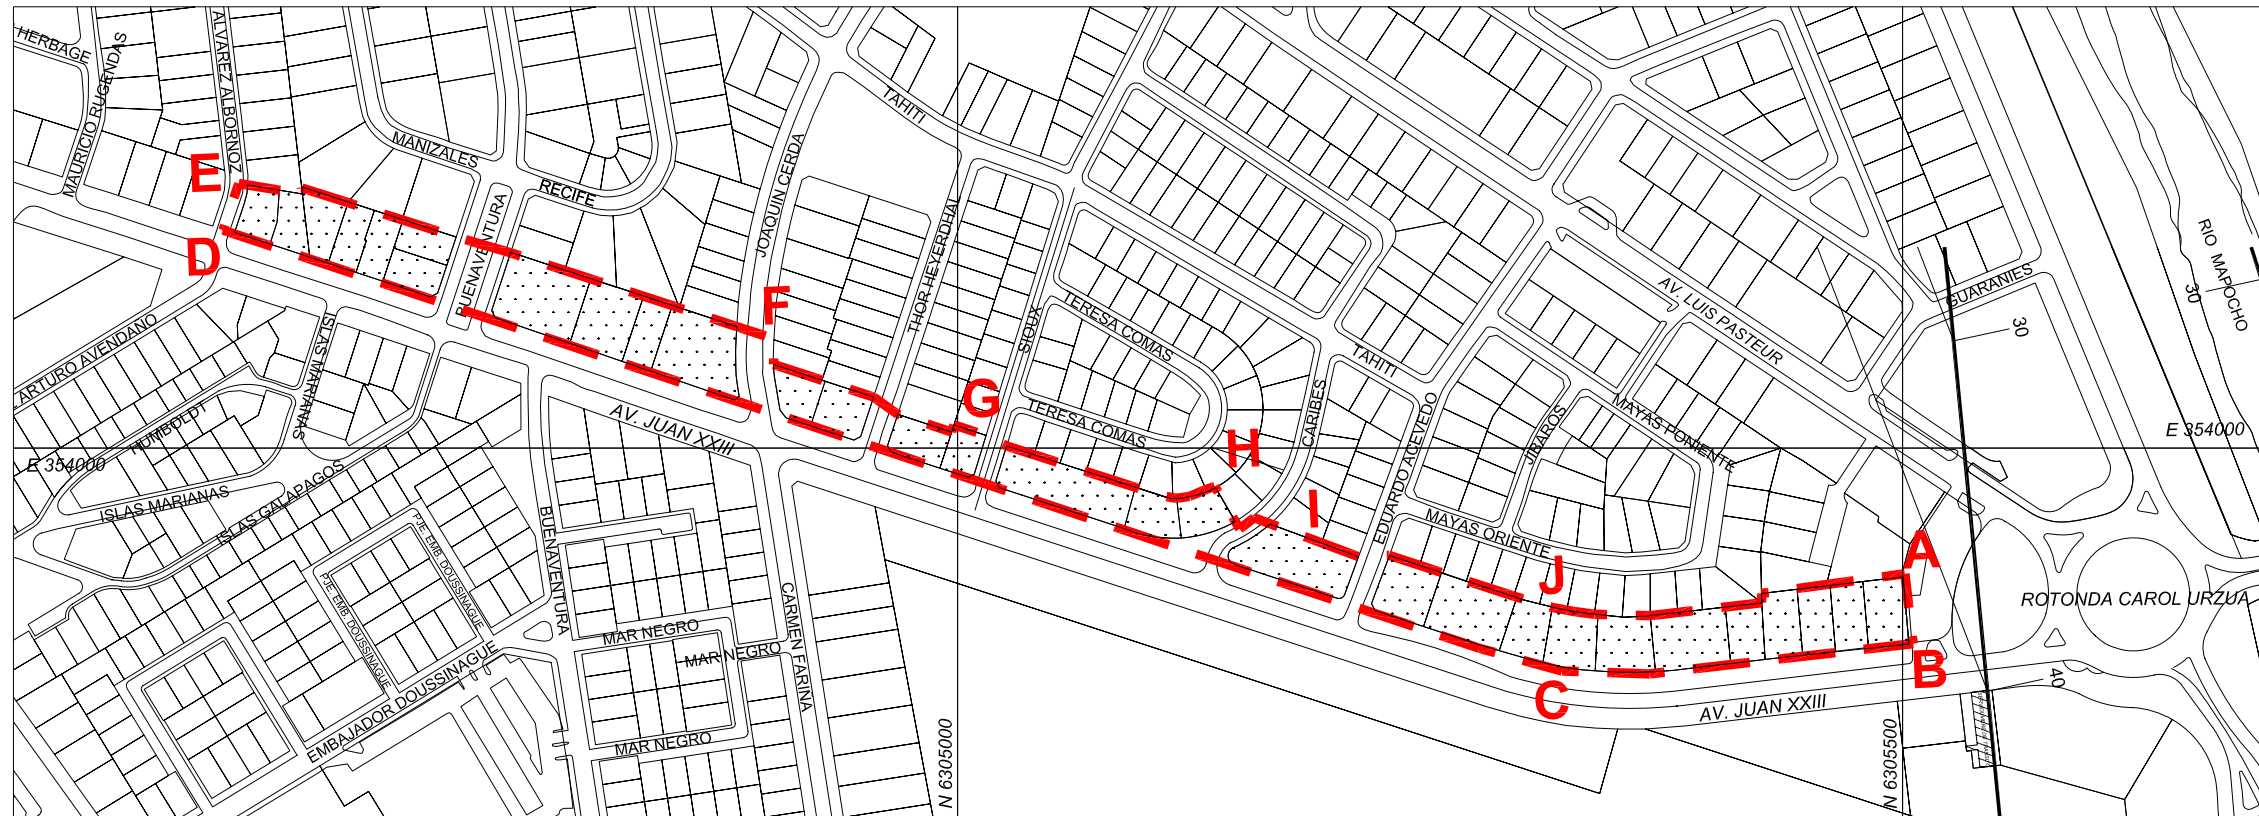 HERBAGE
MAURICIO RUGENDAS
ALVAREZ ALBORNOZ
MANIZALES
RECIFE
TAHITI
JOAQUIN CERDA
E
D
BUENAVENTURA
THOR HEYERDHAL
F
SIOUX
TERESA COMAS
TERESA COMAS
G
H
TAHITI
CARIBES
EDUARDO ACEVEDO
I
JIBAROS
MAYAS PONIENTE
MAYAS ORIENTE
AV. LUIS PASTEUR
GUARANIES
RIO MAPOCHO
30
30
E 354000
E 354000
ARTURO AVENDAÑO
ISLAS MARIANAS
HUMBOLDT
ISLAS MARIANAS
ISLAS GALAPAGOS
AV. JUAN XXIII
PJE EMB. DOUSSINAGUE
PJE. EMB. DOUSSINAGUE
EMBAJADOR DOUSSINAGUE
BUENAVENTURA
MAR NEGRO
MAR NEGRO
MAR NEGRO
CARMEN FARIÑA
J
A
B
C
ROTONDA CAROL URZUA
40
AV. JUAN XXIII
N 6305000
N 6305500